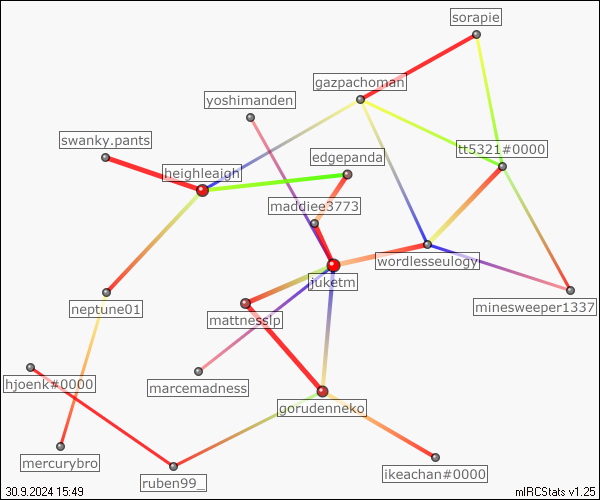 sorapie
gazpachoman
yoshimanden
swanky.pants
tt5321#0000
edgepanda
heighleaigh
maddiee3773
wordlesseulogy
juketm
neptune01
minesweeper1337
mattnesslp
hjoenk#0000
marcemadness
gorudenneko
mercurybro
ikeachan#0000
ruben99_
30.9.2024 15:49
mIRCStats v1.25